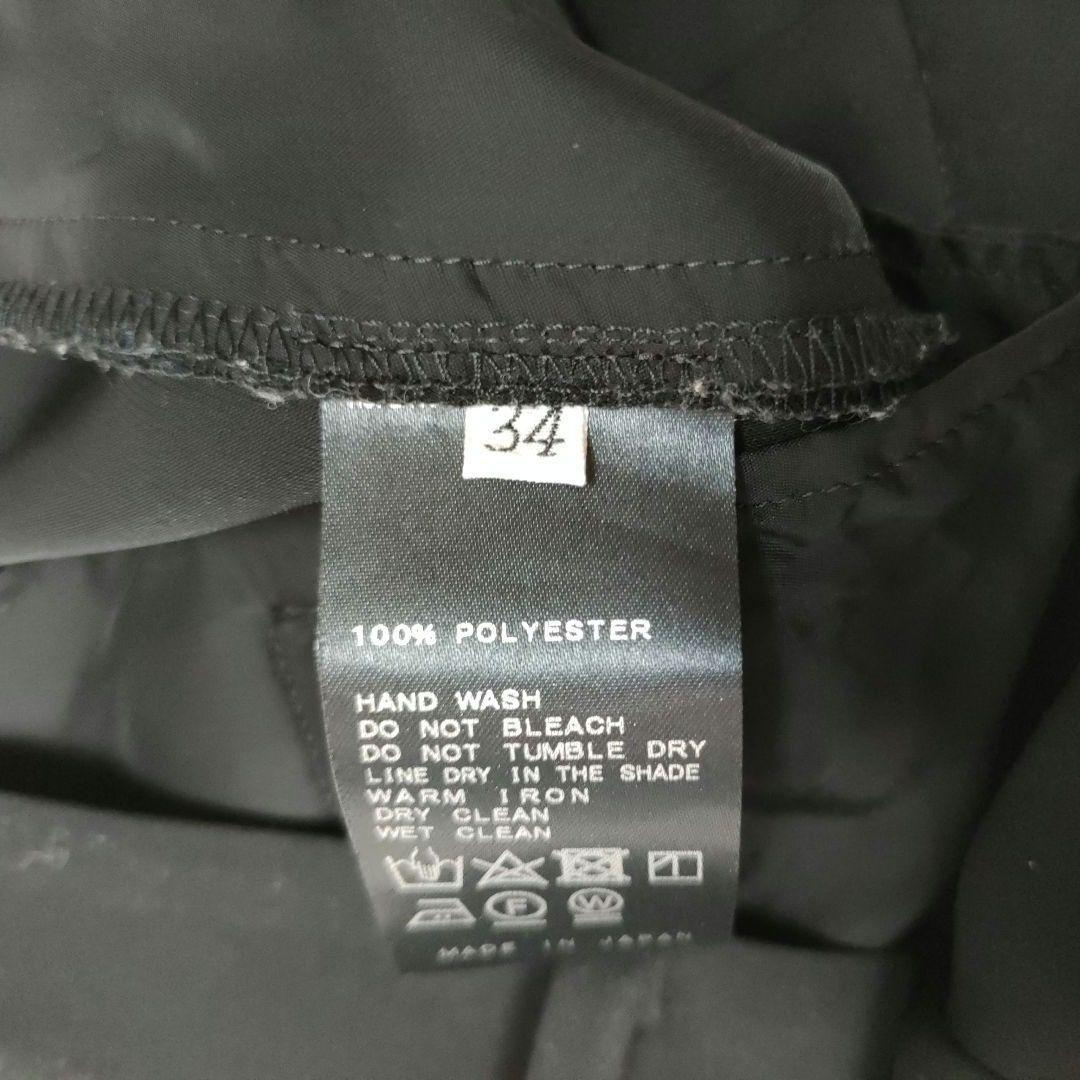 34
100% POLYESTER
HAND WASH
DO NOT BLEACH
DO NOT TUMBLE DRY
LINE DRY IN THE SHADE
WARM IRON
DRY CLEAN
WET CLEAN
F W
MADE IN JAPAN